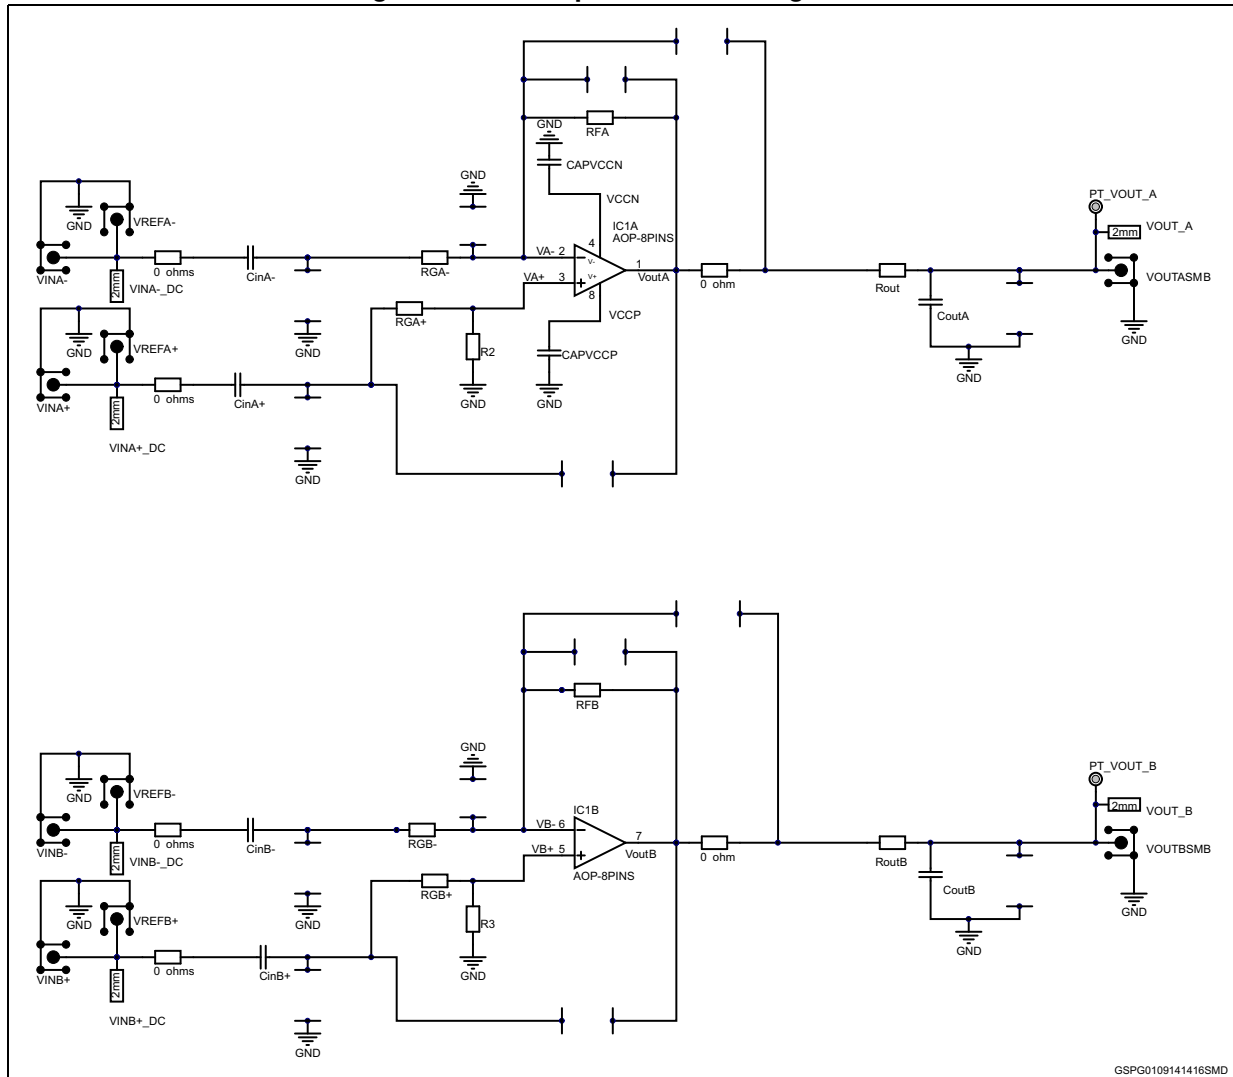 GND
RFA
CAPVCCN
GND
VCCN
PT_VOUT_A
IC1A
AOP-8PINS
VOUT_A
2mm
GND
VREFA-
4
VA- 2
V-
1
VINA-
0 ohms
CinA-
RGA-
VA+ 3
V+
VoutA
0 ohm
Rout
VOUTASMB
2mm
VINA-_DC
8
CoutA
RGA+
VCCP
GND
GND
VREFA+
GND
R2
CAPVCCP
GND
VINA+
0 ohms
CinA+
GND
GND
2mm
VINA+_DC
GND
RFB
GND
PT_VOUT_B
GND
VREFB-
2mm
VOUT_B
IC1B
VB- 6
7
VINB-
0 ohms
CinB-
RGB-
VB+ 5
VoutB
0 ohm
RoutB
VOUTBSMB
2mm
VINB-_DC
AOP-8PINS
CoutB
RGB+
GND
VREFB+
GND
R3
GND
GND
VINB+
0 ohms
CinB+
GND
2mm
VINB+_DC
GND
GSPG0109141416SMD